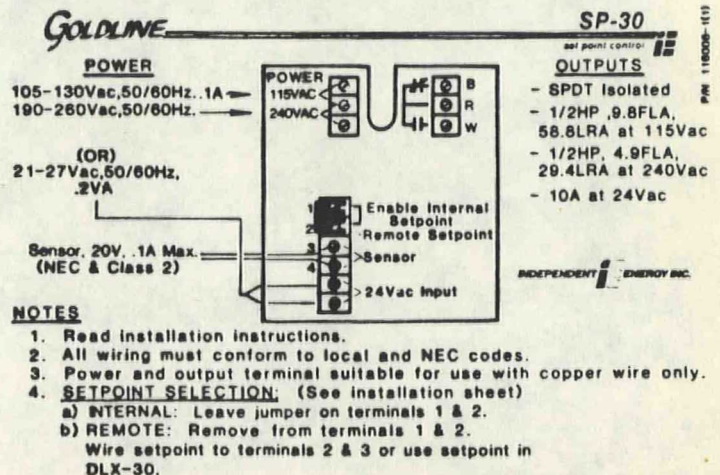 GOLDLINE
SP-30
set point control
P/N 116008-1(1)
POWER
105-130Vac,50/60Hz..1A
190-260Vac,50/60Hz.
(OR)
21-27Vac,50/60Hz,
.2VA
Sensor, 20V, .1A Max.
(NEC & Class 2)
POWER
115VAC
240VAC
B
R
W
1
Enable Internal
Setpoint
2
Remote Setpoint
3
Sensor
4
24Vac Input
OUTPUTS
- SPDT Isolated
- 1/2HP ,9.8FLA,
58.8LRA at 115Vac
- 1/2HP, 4.9FLA,
29.4LRA at 240Vac
- 10A at 24Vac
INDEPENDENT ENERGY INC.
NOTES
1. Read installation instructions.
2. All wiring must conform to local and NEC codes.
3. Power and output terminal suitable for use with copper wire only.
4. SETPOINT SELECTION: (See installation sheet)
a) INTERNAL: Leave jumper on terminals 1 & 2.
b) REMOTE: Remove from terminals 1 & 2.
Wire setpoint to terminals 2 & 3 or use setpoint in
DLX-30.